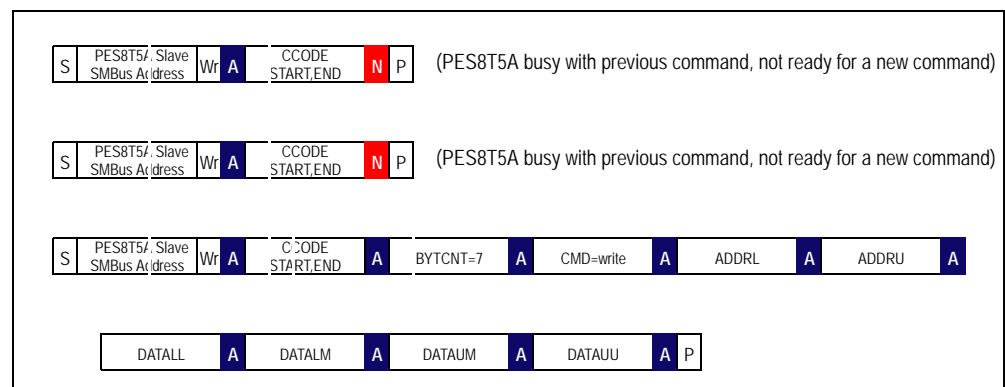 S PES8T5A Slave SMBus Address Wr A CCODE START,END N P (PES8T5A busy with previous command, not ready for a new command)
S PES8T5A Slave SMBus Address Wr A CCODE START,END N P (PES8T5A busy with previous command, not ready for a new command)
S PES8T5A Slave SMBus Address Wr A CCODE START,END A BYTCNT=7 A CMD=write A ADDRL A ADDRU A
DATALL A DATALM A DATAUM A DATAUU A P